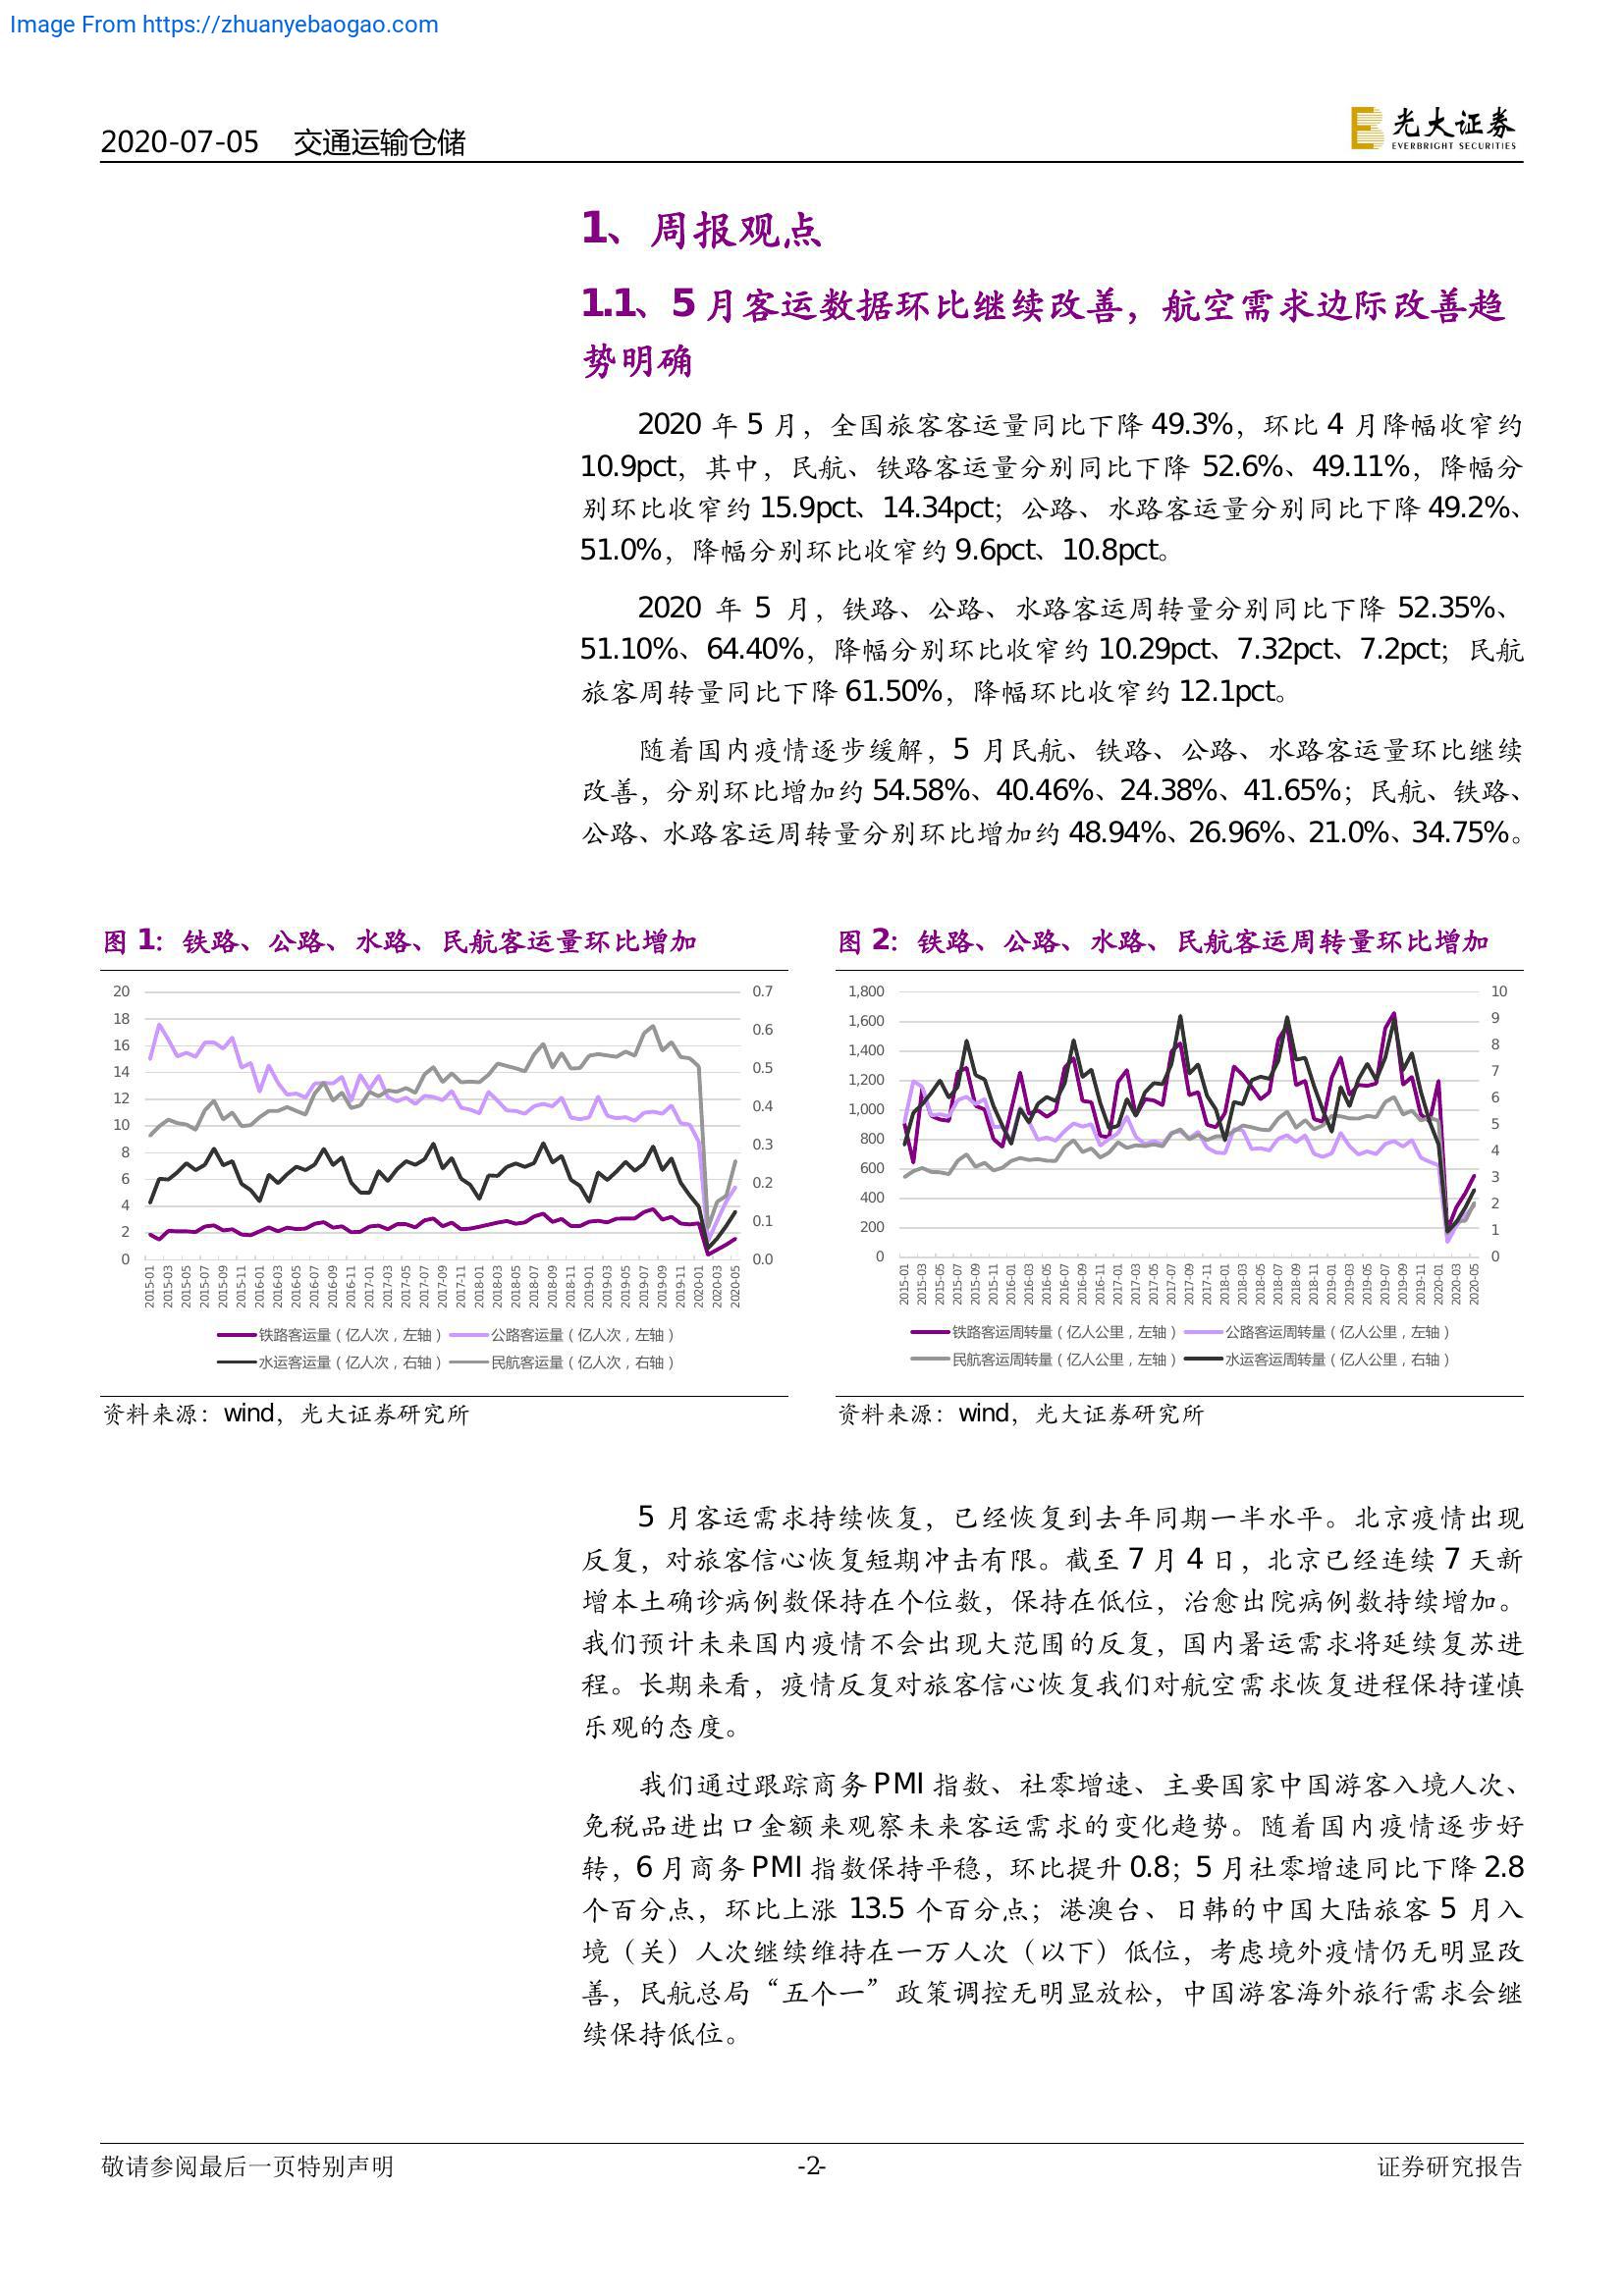 Image From https://zhuanyebaogao.com
2020-07-05 交通运输仓储
光大证券
EVERBRIGHT SECURITIES
1、周报观点
1.1、5 月客运数据环比继续改善，航空需求边际改善趋
势明确
2020 年 5 月，全国旅客客运量同比下降 49.3%，环比 4 月降幅收窄约
10.9pct，其中，民航、铁路客运量分别同比下降 52.6%、49.11%，降幅分
别环比收窄约 15.9pct、14.34pct；公路、水路客运量分别同比下降 49.2%、
51.0%，降幅分别环比收窄约 9.6pct、10.8pct。
2020 年 5 月，铁路、公路、水路客运周转量分别同比下降 52.35%、
51.10%、64.40%，降幅分别环比收窄约 10.29pct、7.32pct、7.2pct；民航
旅客周转量同比下降 61.50%，降幅环比收窄约 12.1pct。
随着国内疫情逐步缓解，5 月民航、铁路、公路、水路客运量环比继续
改善，分别环比增加约 54.58%、40.46%、24.38%、41.65%；民航、铁路、
公路、水路客运周转量分别环比增加约 48.94%、26.96%、21.0%、34.75%。
图 1：铁路、公路、水路、民航客运量环比增加
20 0.7
18
16 0.6
14 0.5
12 0.4
10
8 0.3
6 0.2
4 0.1
2
0 0.0
2015-01 2015-03 2015-05 2015-07 2015-09 2015-11 2016-01 2016-03 2016-05 2016-07 2016-09 2016-11 2017-01 2017-03 2017-05 2017-07 2017-09 2017-11 2018-01 2018-03 2018-05 2018-07 2018-09 2018-11 2019-01 2019-03 2019-05 2019-07 2019-09 2019-11 2020-01 2020-03 2020-05
铁路客运量（亿人次，左轴） 公路客运量（亿人次，左轴）
水运客运量（亿人次，右轴） 民航客运量（亿人次，右轴）
资料来源：wind，光大证券研究所
图 2：铁路、公路、水路、民航客运周转量环比增加
1,800 10
1,600 9
1,400 8
1,200 7
1,000 6
800 5
600 4
400 3
200 2
0 1
0
2015-01 2015-03 2015-05 2015-07 2015-09 2015-11 2016-01 2016-03 2016-05 2016-07 2016-09 2016-11 2017-01 2017-03 2017-05 2017-07 2017-09 2017-11 2018-01 2018-03 2018-05 2018-07 2018-09 2018-11 2019-01 2019-03 2019-05 2019-07 2019-09 2019-11 2020-01 2020-03 2020-05
铁路客运周转量（亿人公里，左轴） 公路客运周转量（亿人公里，左轴）
民航客运周转量（亿人公里，左轴） 水运客运周转量（亿人公里，右轴）
资料来源：wind，光大证券研究所
5 月客运需求持续恢复，已经恢复到去年同期一半水平。北京疫情出现
反复，对旅客信心恢复短期冲击有限。截至 7 月 4 日，北京已经连续 7 天新
增本土确诊病例数保持在个位数，保持在低位，治愈出院病例数持续增加。
我们预计未来国内疫情不会出现大范围的反复，国内暑运需求将延续复苏进
程。长期来看，疫情反复对旅客信心恢复我们对航空需求恢复进程保持谨慎
乐观的态度。
我们通过跟踪商务 PMI 指数、社零增速、主要国家中国游客入境人次、
免税品进出口金额来观察未来客运需求的变化趋势。随着国内疫情逐步好
转，6 月商务 PMI 指数保持平稳，环比提升 0.8；5 月社零增速同比下降 2.8
个百分点，环比上涨 13.5 个百分点；港澳台、日韩的中国大陆旅客 5 月入
境（关）人次继续维持在一万人次（以下）低位，考虑境外疫情仍无明显改
善，民航总局“五个一”政策调控无明显放松，中国游客海外旅行需求会继
续保持低位。
敬请参阅最后一页特别声明 -2- 证券研究报告